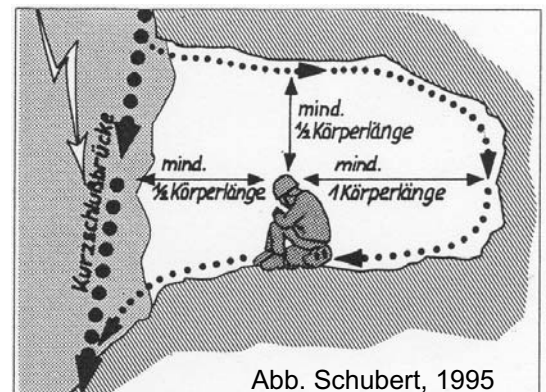 Kurzschlußbrücke
mind.
½ Körperlänge
mind.
½ Körperlänge
mind.
1 Körperlänge
Abb. Schubert, 1995